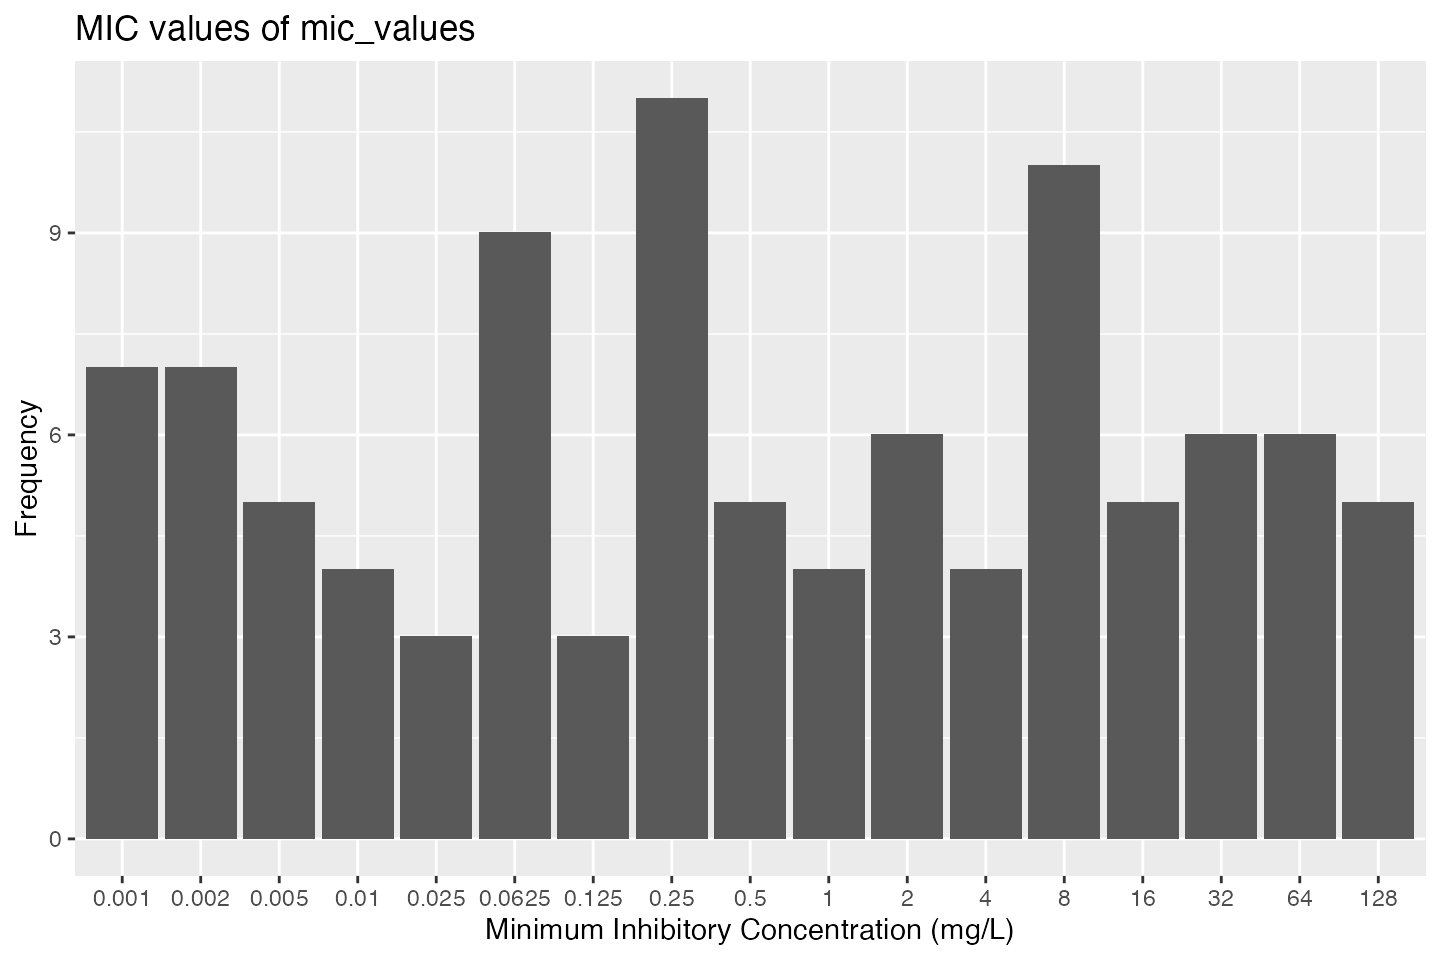 MIC values of mic_values
Frequency
9
6
3
0
0.001 0.002 0.005 0.01 0.025 0.0625 0.125 0.25 0.5 1 2 4 8 16 32 64 128
Minimum Inhibitory Concentration (mg/L)